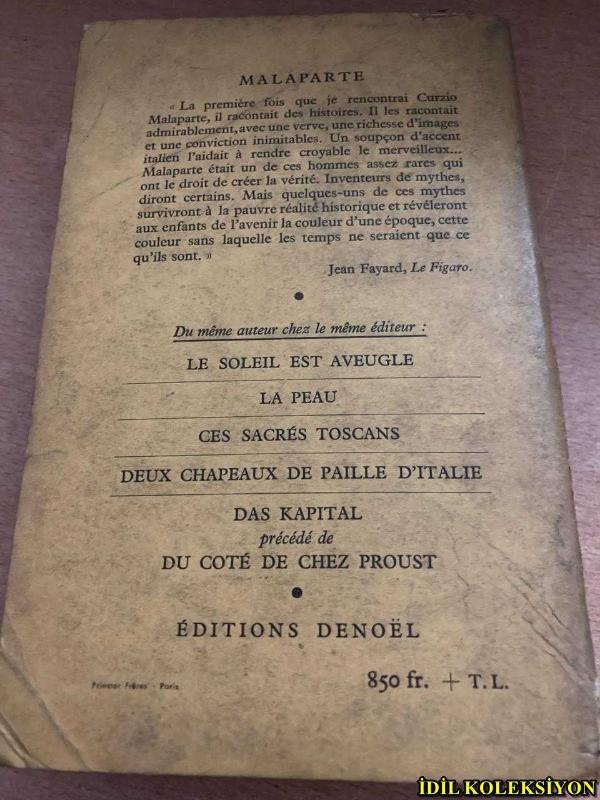 MALAPARTE
« La première fois que je rencontrai Curzio
Malaparte, il racontait des histoires. Il les racontait
admirablement, avec une verve, une richesse d'images
et une conviction inimitables. Un soupçon d'accent
italien l'aidait à rendre croyable le merveilleux...
Malaparte était un de ces hommes assez rares qui
ont le droit de créer la vérité. Inventeurs de mythes,
diront certains. Mais quelques-uns de ces mythes
survivront à la pauvre réalité historique et révéleront
aux enfants de l'avenir la couleur d'une époque, cette
couleur sans laquelle les temps ne seraient que ce
qu'ils sont. »
Jean Fayard, Le Figaro.
Du même auteur chez le même éditeur :
LE SOLEIL EST AVEUGLE
LA PEAU
CES SACRÉS TOSCANS
DEUX CHAPEAUX DE PAILLE D'ITALIE
DAS KAPITAL
précédé de
DU COTÉ DE CHEZ PROUST
ÉDITIONS DENOËL
Priester Frères - Paris
850 fr. + T.L.
İDİL KOLEKSİYON